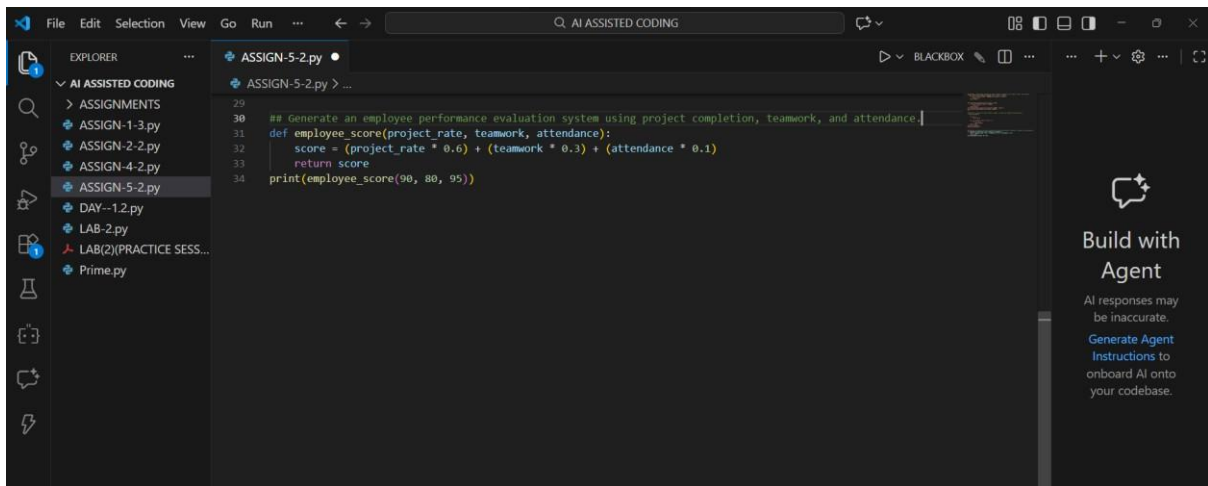 File Edit Selection View Go Run ... AI ASSISTED CODING
EXPLORER ...
AI ASSISTED CODING
ASSIGNMENTS
ASSIGN-1-3.py
ASSIGN-2-2.py
ASSIGN-4-2.py
ASSIGN-5-2.py
DAY--1.2.py
LAB-2.py
LAB(2)(PRACTICE SESS...
Prime.py
1
1
ASSIGN-5-2.py
BLACKBOX ...
ASSIGN-5-2.py > ...
29
30 ## Generate an employee performance evaluation system using project completion, teamwork, and attendance.
31 def employee_score(project_rate, teamwork, attendance):
32 score = (project_rate * 0.6) + (teamwork * 0.3) + (attendance * 0.1)
33 return score
34 print(employee_score(90, 80, 95))
... ...
Build with
Agent
AI responses may
be inaccurate.
Generate Agent
Instructions to
onboard AI onto
your codebase.